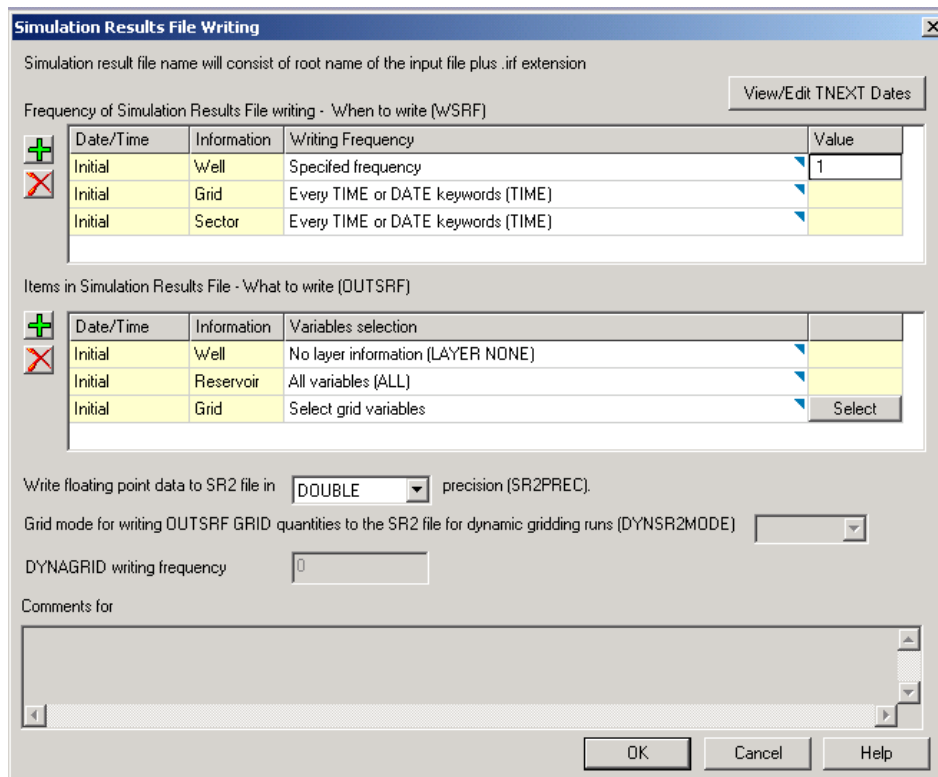 Simulation Results File Writing
Simulation result file name will consist of root name of the input file plus .irf extension
View/Edit TNEXT Dates
Frequency of Simulation Results File writing - When to write (WSRF)
Date/Time Information Writing Frequency Value
Initial Well Specifed frequency 1
Initial Grid Every TIME or DATE keywords (TIME)
Initial Sector Every TIME or DATE keywords (TIME)
Items in Simulation Results File - What to write (OUTSRF)
Date/Time Information Variables selection
Initial Well No layer information (LAYER NONE)
Initial Reservoir All variables (ALL)
Initial Grid Select grid variables Select
Write floating point data to SR2 file in DOUBLE precision (SR2PREC).
Grid mode for writing OUTSRF GRID quantities to the SR2 file for dynamic gridding runs (DYNSR2MODE)
DYNAGRID writing frequency 0
Comments for
OK Cancel Help